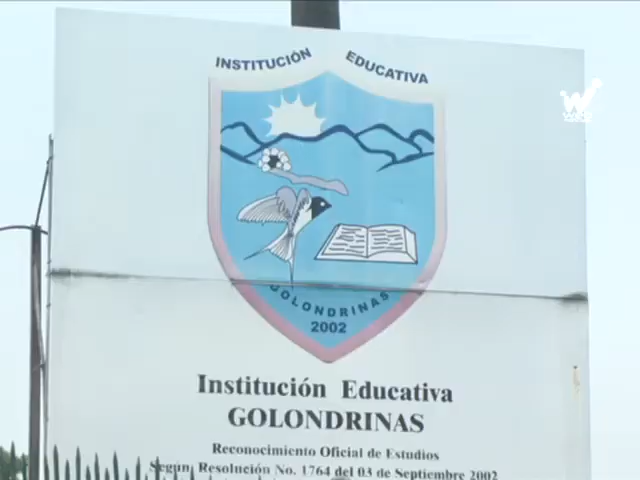 INSTITUCIÓN EDUCATIVA
GOLONDRINAS
2002
Institución Educativa
GOLONDRINAS
Reconocimiento Oficial de Estudios
Según Resolución No. 1764 del 03 de Septiembre 2002